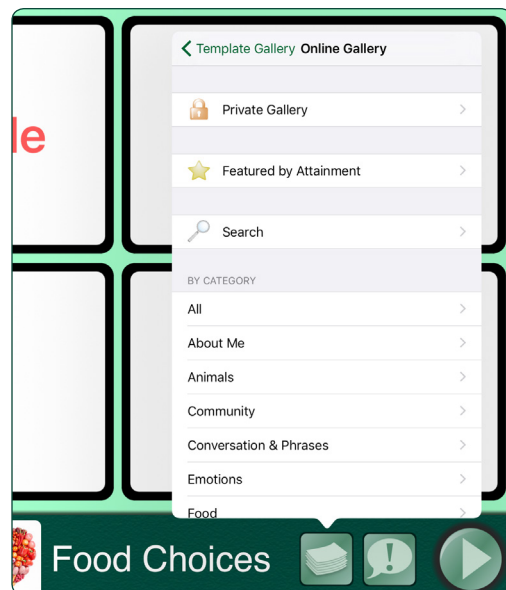 Template Gallery Online Gallery
Private Gallery
le
Featured by Attainment
Search
BY CATEGORY
All
About Me
Animals
Community
Conversation & Phrases
Emotions
Food
Food Choices